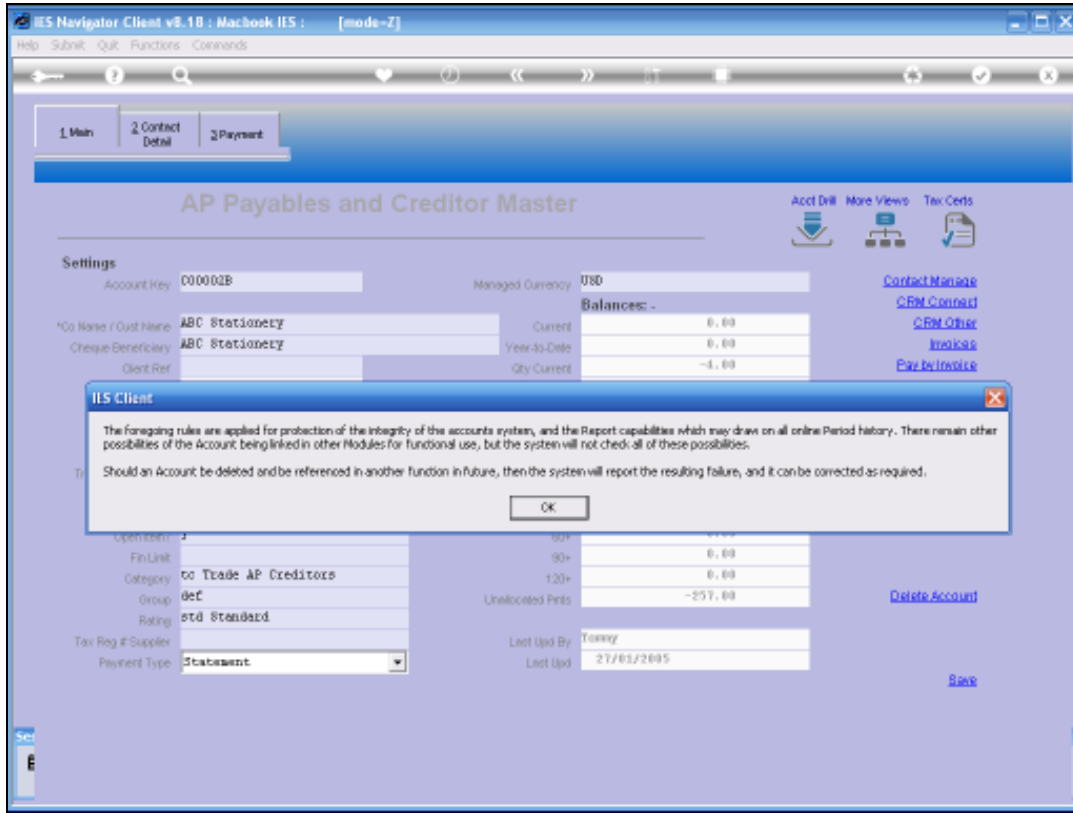 IES Navigator Client v8.18 : Macbook IES : [mode=Z]
Help Submit Quit Functions Commands
1 Main
2 Contact Detail
3 Payment
AP Payables and Creditor Master
Acct Drill More Views Tax Certs
Settings
Account Key C00002B Managed Currency USD Contact Manage
Balances: - CRM Connect
*Co Name / Cust Name ABC Stationery Current 0.00 CRM Other
Cheque Beneficiary ABC Stationery Year-to-Date 0.00 Invoices
Client Ref Qty Current -4.00 Pay by Invoice
IES Client
The foregoing rules are applied for protection of the integrity of the accounts system, and the Report capabilities which may draw on all online Period history. There remain other
possibilities of the Account being linked in other Modules for functional use, but the system will not check all of these possibilities.
Should an Account be deleted and be referenced in another function in future, then the system will report the resulting failure, and it can be corrected as required.
OK
Fin Limit 90+ 0.00
Category tc Trade AP Creditors 120+ 0.00
Group def Unallocated Pmts -257.00 Delete Account
Rating std Standard
Tax Reg # Supplier Last Upd By Tommy
Payment Type Statement Last Upd 27/01/2005
Save